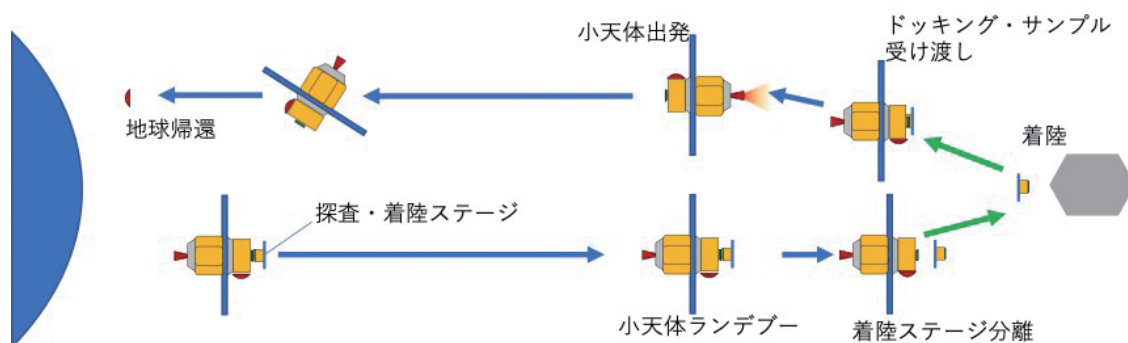 小天体出発
ドッキング・サンプル
受け渡し
地球帰還
着陸
探査・着陸ステージ
小天体ランデブー
着陸ステージ分離